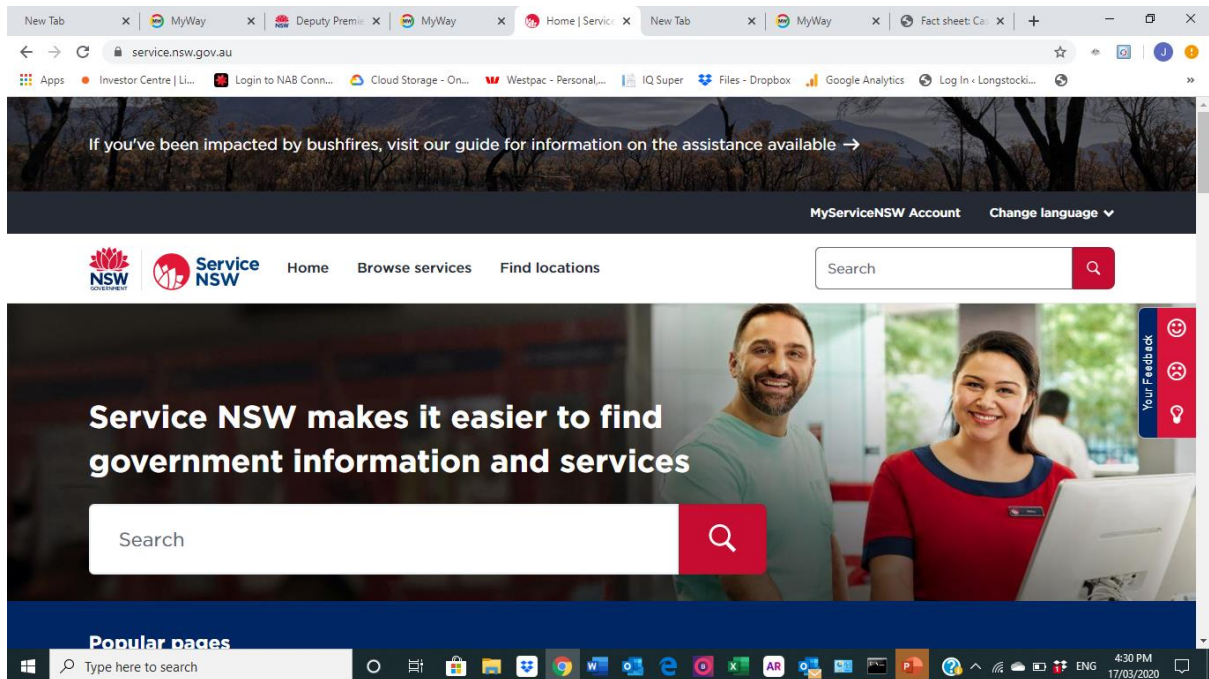 New Tab
MyWay
Deputy Premie
MyWay
Home | Service
New Tab
MyWay
Fact sheet: Ca
service.nsw.gov.au
J
Apps
Investor Centre | Li...
Login to NAB Conn...
Cloud Storage - On...
Westpac - Personal,...
IQ Super
Files - Dropbox
Google Analytics
Log In ‹ Longstocki...
»
If you've been impacted by bushfires, visit our guide for information on the assistance available →
MyServiceNSW Account Change language
NSW
GOVERNMENT
Service
NSW
Home Browse services Find locations
Search
Your Feedback
Service NSW makes it easier to find
government information and services
Search
Popular pages
Type here to search
AR
ENG
4:30 PM
17/03/2020